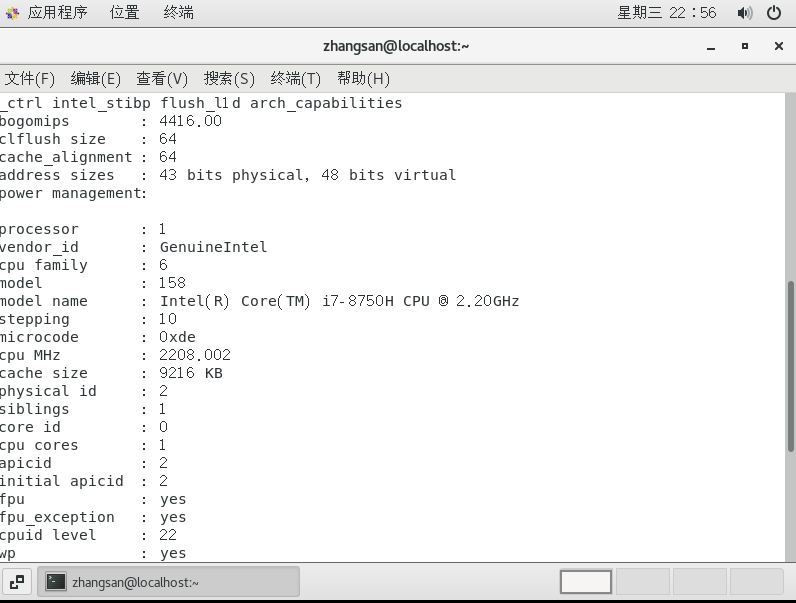 应用程序 位置 终端 星期三 22：56
zhangsan@localhost:~
文件(F) 编辑(E) 查看(V) 搜索(S) 终端(T) 帮助(H)
_ctrl intel_stibp flush_l1d arch_capabilities
bogomips : 4416.00
clflush size : 64
cache_alignment : 64
address sizes : 43 bits physical, 48 bits virtual
power management:
processor : 1
vendor_id : GenuineIntel
cpu family : 6
model : 158
model name : Intel(R) Core(TM) i7-8750H CPU @ 2.20GHz
stepping : 10
microcode : 0xde
cpu MHz : 2208.002
cache size : 9216 KB
physical id : 2
siblings : 1
core id : 0
cpu cores : 1
apicid : 2
initial apicid : 2
fpu : yes
fpu_exception : yes
cpuid level : 22
wp : yes
zhangsan@localhost:~